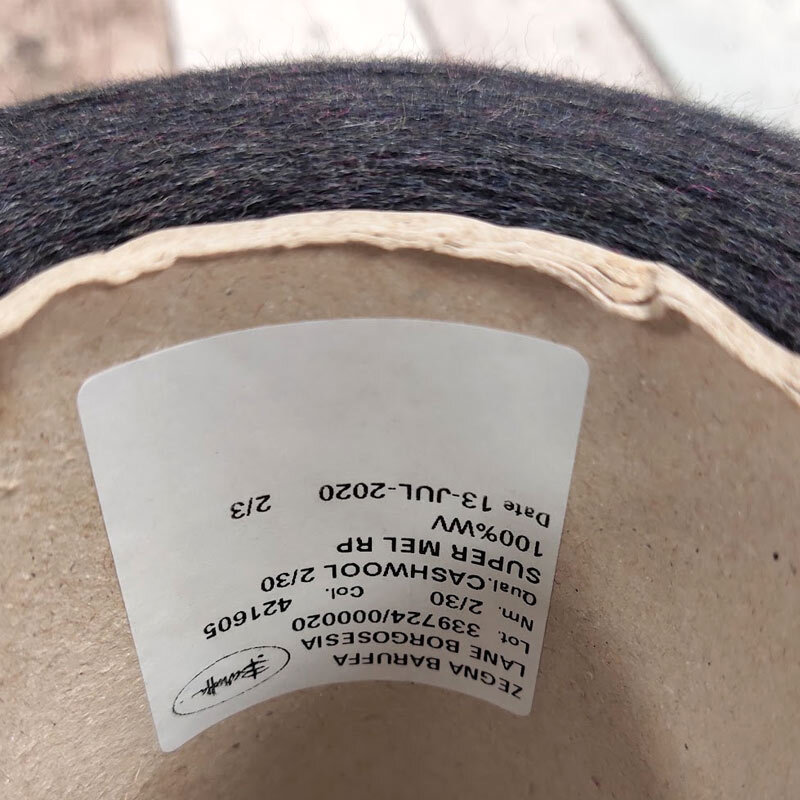 ZEGNA BARUFFA
LANE BORGOSESIA
Baruffa
Lot. 339724/000020
Nm. 2/30 Col. 421605
Qual.CASHWOOL 2/30
SUPER MEL RP
100%WV
Date 13-JUL-2020 2/3